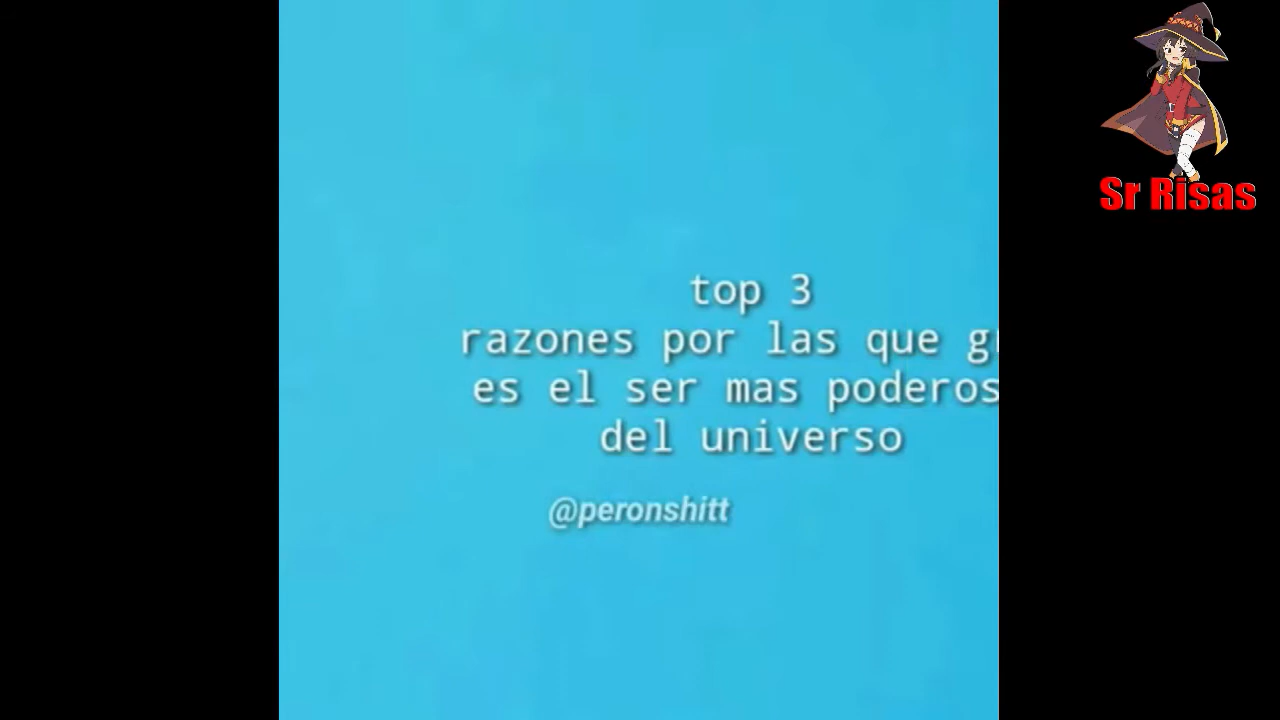 top 3
razones por las que
es el ser mas
del universo
@peronshitt
Sr Risas